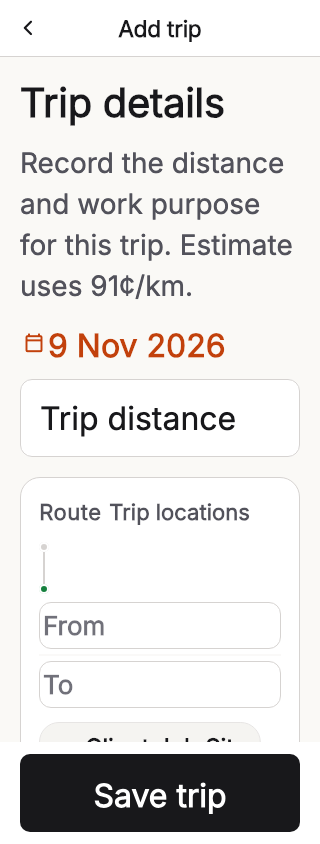 Add trip
Trip details
Record the distance
and work purpose
for this trip. Estimate
uses 91¢/km.
9 Nov 2026
Trip distance
Route Trip locations
From
To
Save trip